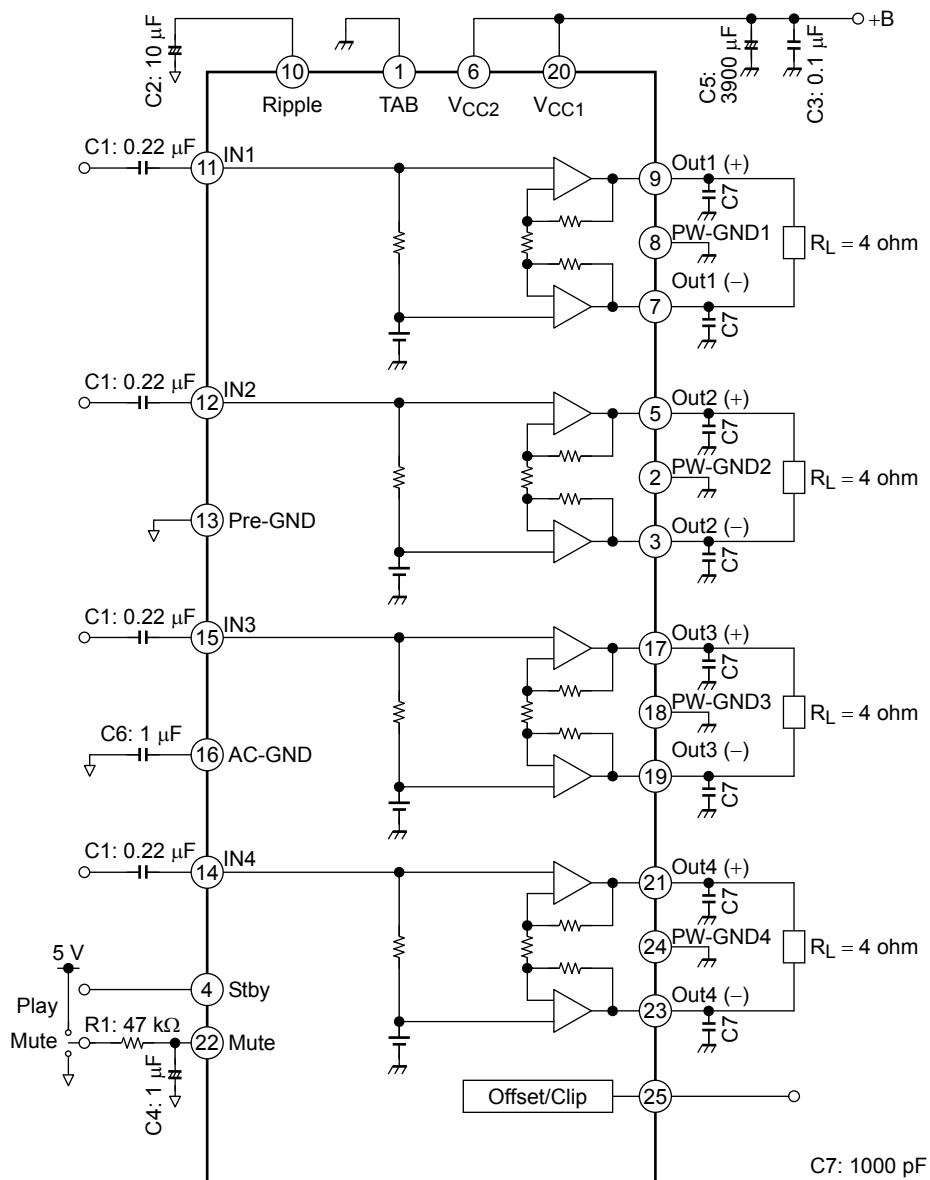 C2: 10 μF
+B
C5: 3900 μF
C3: 0.1 μF
10
1
6
20
Ripple
TAB
VCC2
VCC1
C1: 0.22 μF
11
IN1
9
Out1 (+)
C7
8
PW-GND1
RL = 4 ohm
7
Out1 (−)
C7
C1: 0.22 μF
12
IN2
5
Out2 (+)
C7
2
PW-GND2
RL = 4 ohm
13
Pre-GND
3
Out2 (−)
C7
C1: 0.22 μF
15
IN3
17
Out3 (+)
C7
18
PW-GND3
RL = 4 ohm
C6: 1 μF
16
AC-GND
19
Out3 (−)
C7
C1: 0.22 μF
14
IN4
21
Out4 (+)
C7
24
PW-GND4
RL = 4 ohm
5 V
4
Stby
23
Out4 (−)
C7
Play
Mute
R1: 47 kΩ
22
Mute
C4: 1 μF
Offset/Clip
25
C7: 1000 pF